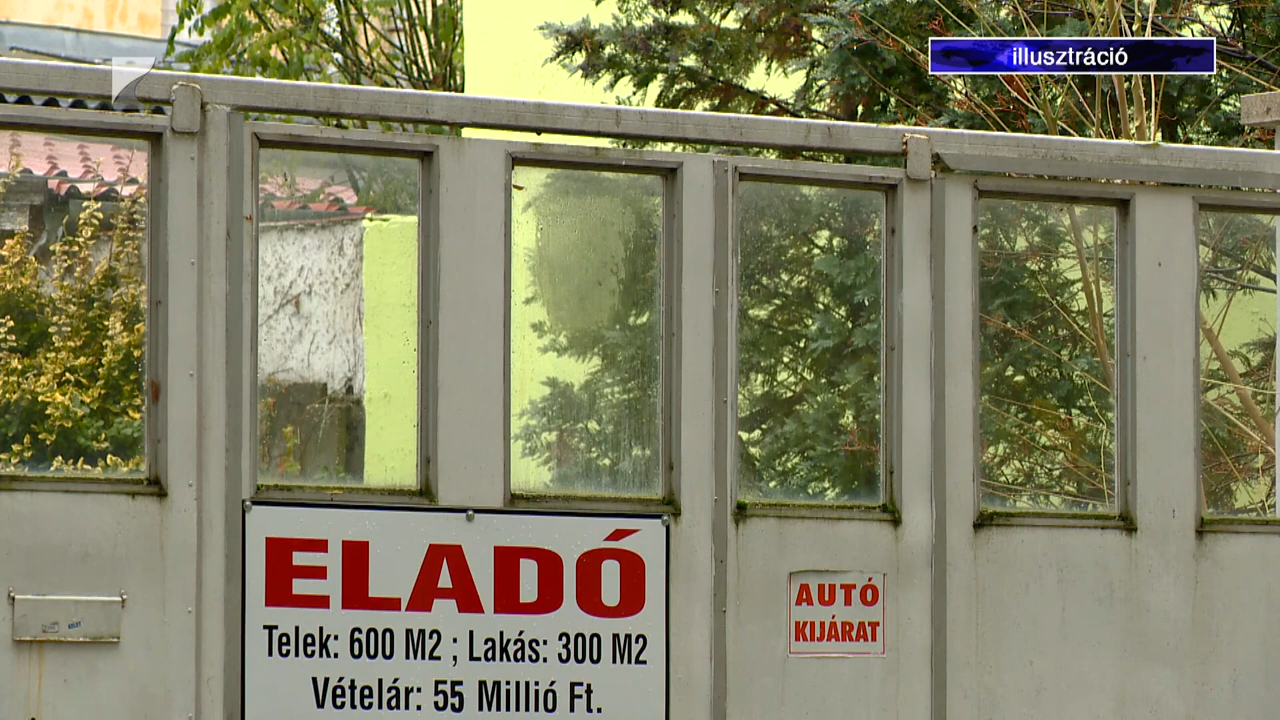 illusztráció
ELADÓ
Telek: 600 M2 ; Lakás: 300 M2
Vételár: 55 Millió Ft.
AUTÓ
KIJÁRAT